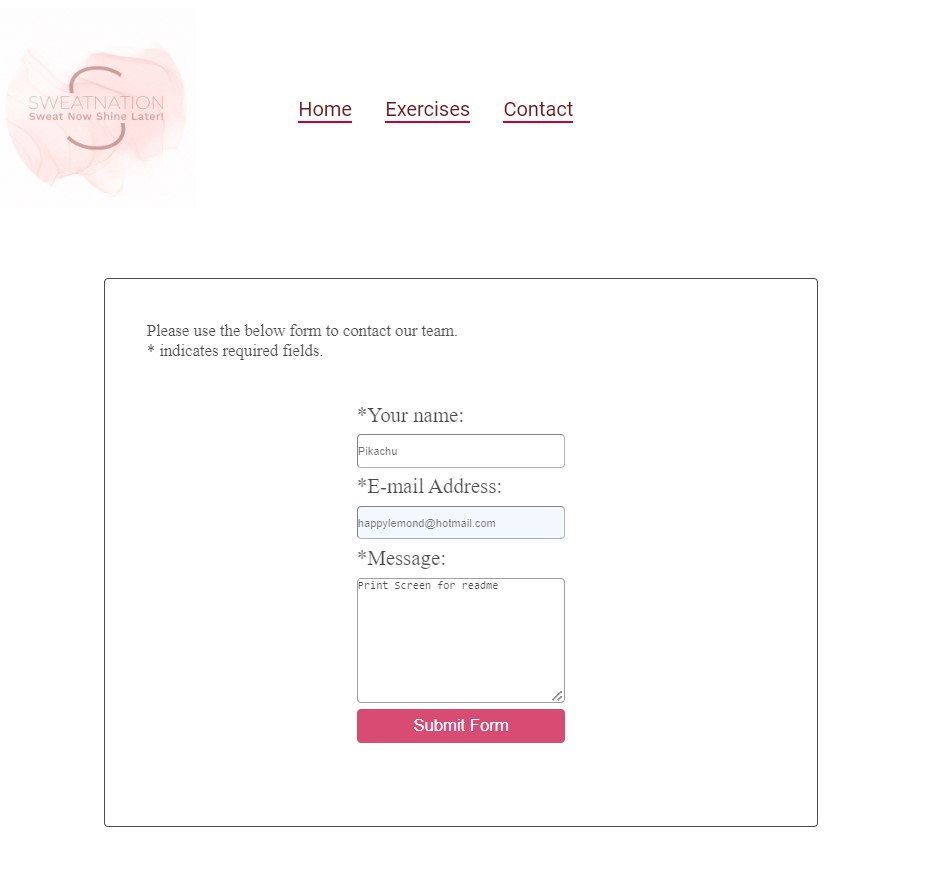 SWEATNATION
Sweat Now Shine Later!
Home Exercises Contact
Please use the below form to contact our team.
* indicates required fields.
*Your name:
Pikachu
*E-mail Address:
happylemond@hotmail.com
*Message:
Print Screen for readme
Submit Form